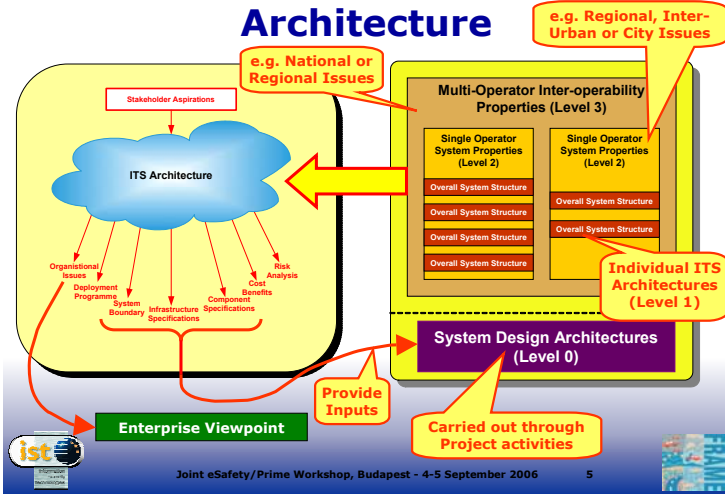 Architecture
e.g. National or
Regional Issues
e.g. Regional, Inter-
Urban or City Issues
Stakeholder Aspirations
ITS Architecture
Organistional
Issues
Deployment
Programme
System
Boundary
Infrastructure
Specifications
Component
Specifications
Cost
Benefits
Risk
Analysis
Multi-Operator Inter-operability
Properties (Level 3)
Single Operator
System Properties
(Level 2)
Overall System Structure
Overall System Structure
Overall System Structure
Overall System Structure
Single Operator
System Properties
(Level 2)
Overall System Structure
Overall System Structure
Individual ITS
Architectures
(Level 1)
System Design Architectures
(Level 0)
Provide
Inputs
Carried out through
Project activities
Enterprise Viewpoint
ist
information
society
technologies
Joint eSafety/Prime Workshop, Budapest - 4-5 September 2006
5
FRAME